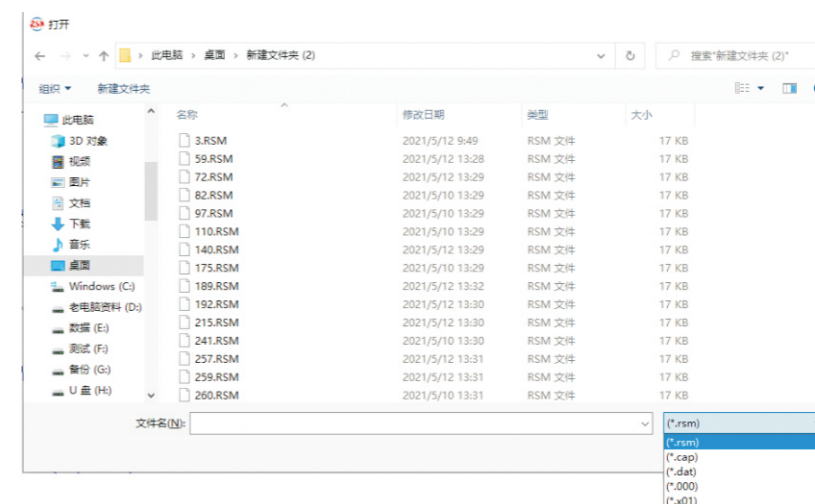 打开
此电脑 › 桌面 › 新建文件夹 (2)
搜索"新建文件夹 (2)"
组织 新建文件夹
名称 修改日期 类型 大小
3.RSM 2021/5/12 9:49 RSM 文件 17 KB
59.RSM 2021/5/12 13:28 RSM 文件 17 KB
72.RSM 2021/5/12 13:29 RSM 文件 17 KB
82.RSM 2021/5/10 13:29 RSM 文件 17 KB
97.RSM 2021/5/10 13:29 RSM 文件 17 KB
110.RSM 2021/5/10 13:29 RSM 文件 17 KB
140.RSM 2021/5/12 13:29 RSM 文件 17 KB
175.RSM 2021/5/10 13:29 RSM 文件 17 KB
189.RSM 2021/5/12 13:32 RSM 文件 17 KB
192.RSM 2021/5/12 13:30 RSM 文件 17 KB
215.RSM 2021/5/12 13:30 RSM 文件 17 KB
241.RSM 2021/5/10 13:30 RSM 文件 17 KB
257.RSM 2021/5/12 13:31 RSM 文件 17 KB
259.RSM 2021/5/12 13:31 RSM 文件 17 KB
260.RSM 2021/5/10 13:31 RSM 文件 17 KB
此电脑
3D 对象
视频
图片
文档
下载
音乐
桌面
Windows (C:)
老电脑资料 (D:)
数据 (E:)
测试 (F:)
备份 (G:)
U 盘 (H:)
文件名(N):
(*.rsm)
(*.rsm)
(*.cap)
(*.dat)
(*.000)
(*.x01)